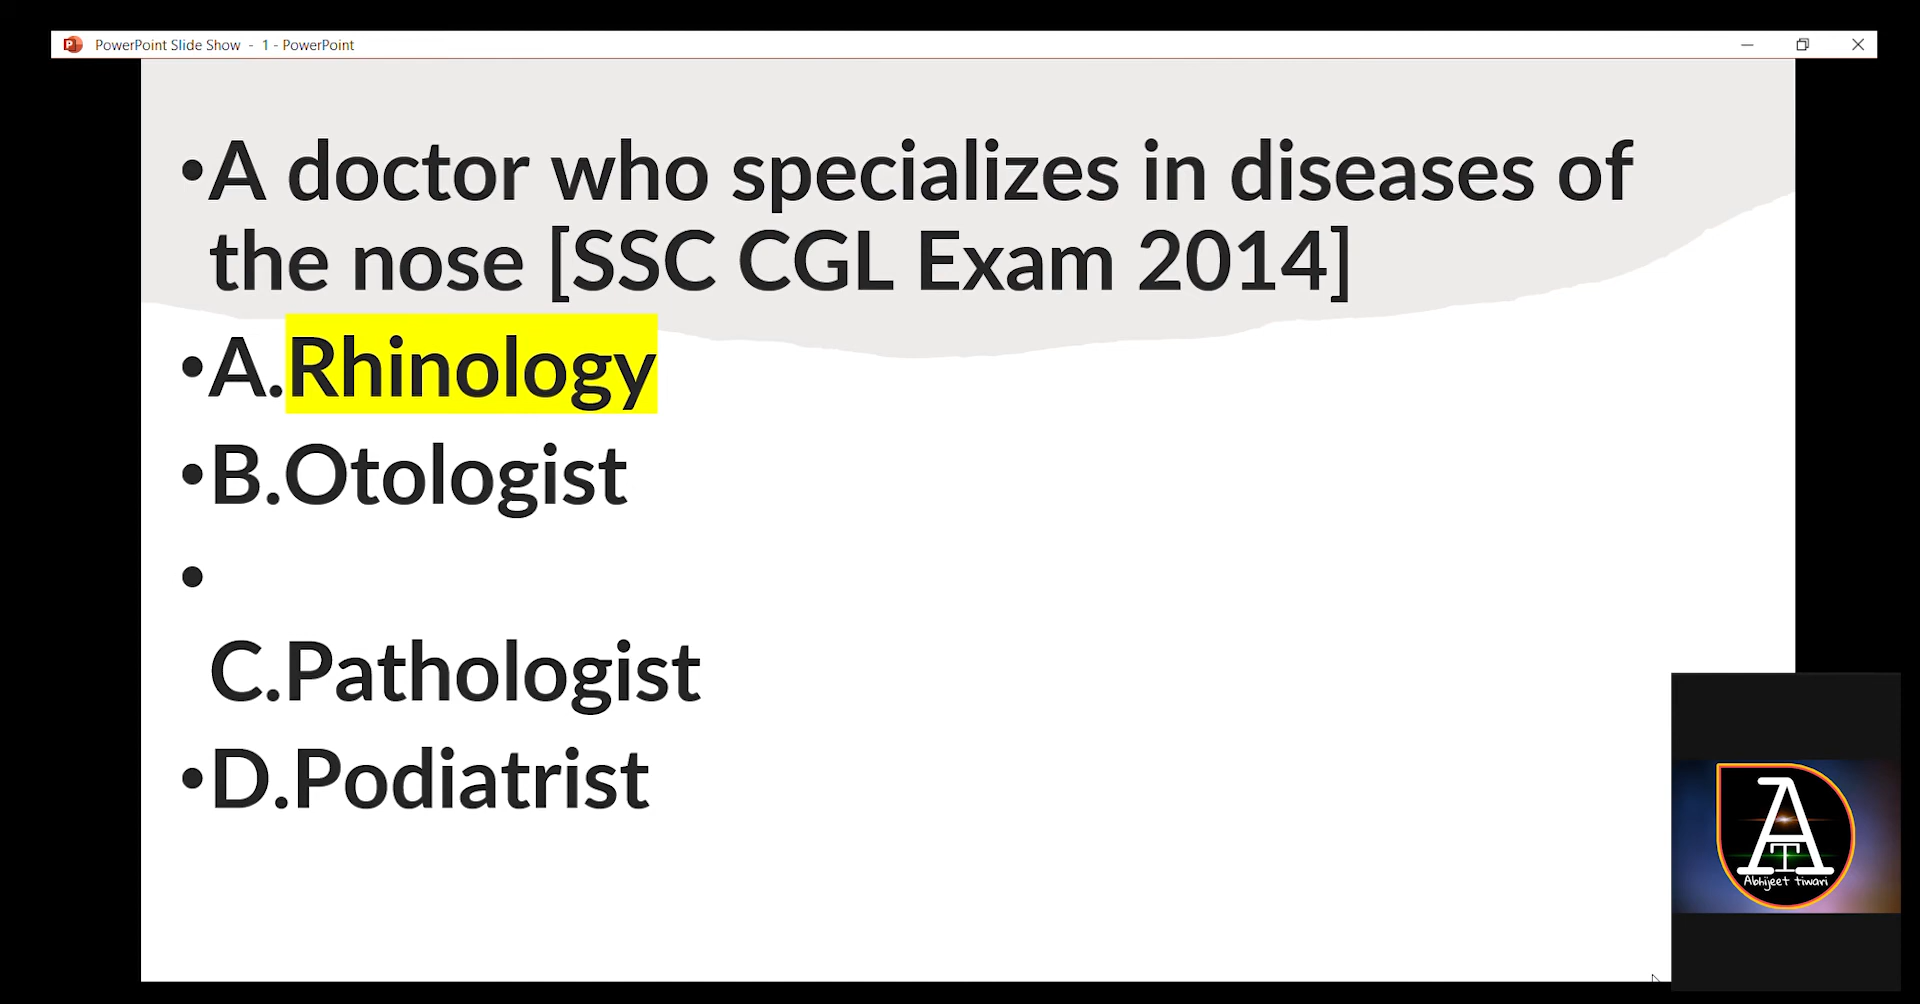 PowerPoint Slide Show - 1 - PowerPoint
•A doctor who specializes in diseases of
the nose [SSC CGL Exam 2014]
•A.Rhinology
•B.Otologist
•
C.Pathologist
•D.Podiatrist
A
T
Abhijeet tiwari